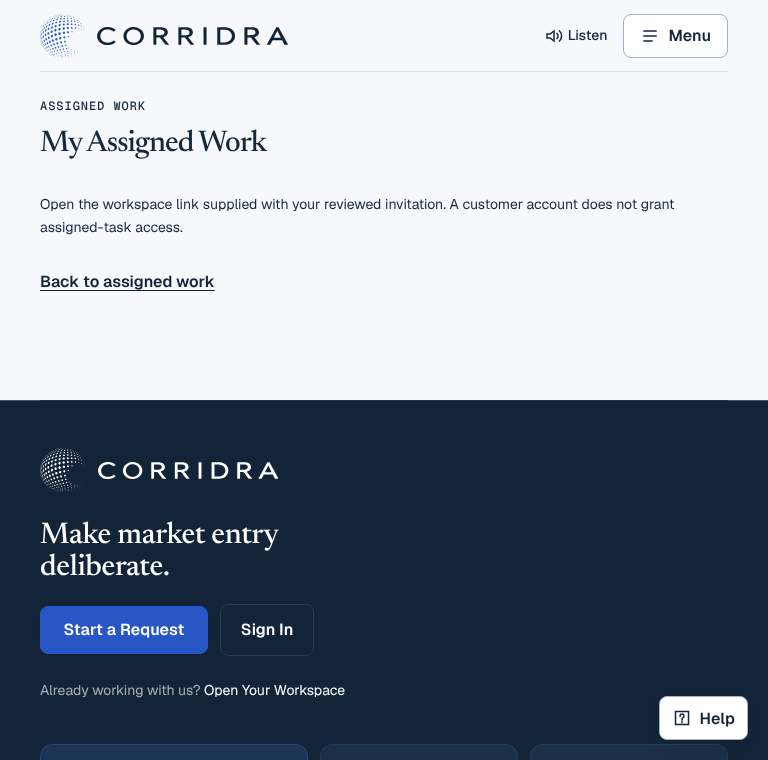 CORRIDRA
Listen
Menu
ASSIGNED WORK
My Assigned Work
Open the workspace link supplied with your reviewed invitation. A customer account does not grant
assigned-task access.
Back to assigned work
CORRIDRA
Make market entry
deliberate.
Start a Request
Sign In
Already working with us? Open Your Workspace
Help